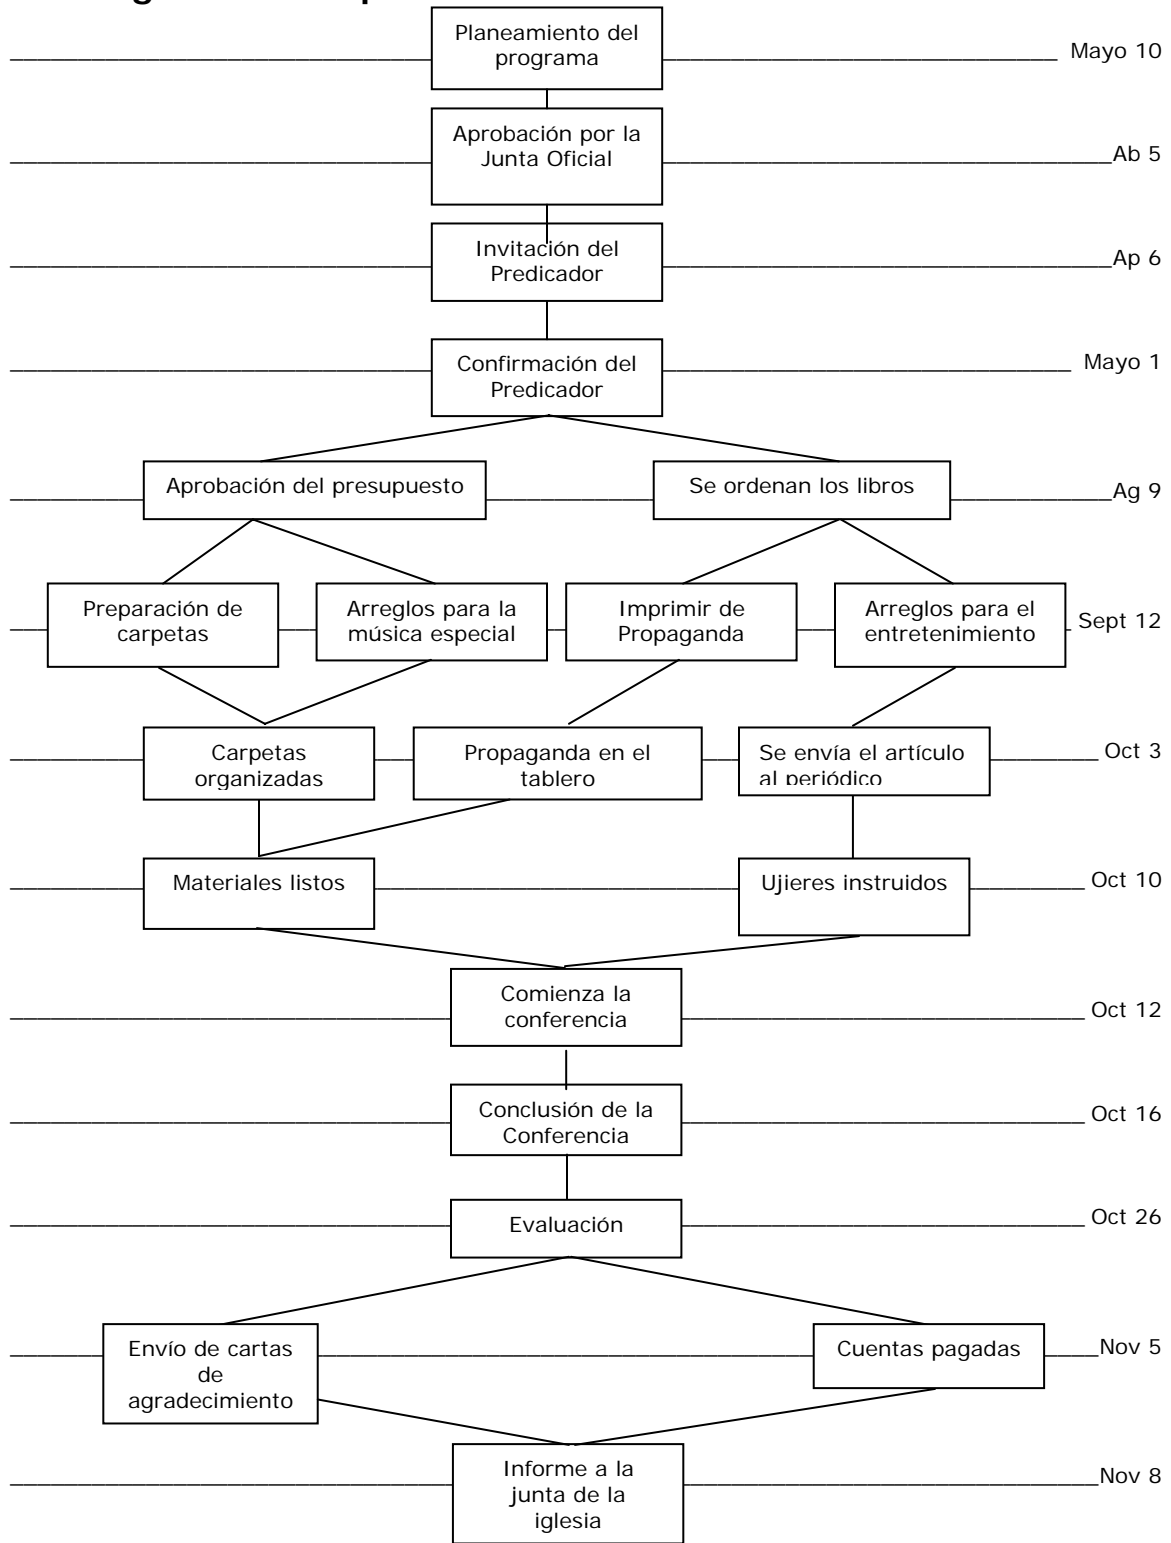 Planeamiento del
programa
Mayo 10
Aprobación por la
Junta Oficial
Ab 5
Invitación del
Predicador
Ap 6
Confirmación del
Predicador
Mayo 1
Aprobación del presupuesto
Se ordenan los libros
Ag 9
Preparación de
carpetas
Arreglos para la
música especial
Imprimir de
Propaganda
Arreglos para el
entretenimiento
Sept 12
Carpetas
organizadas
Propaganda en el
tablero
Se envía el artículo
al periódico
Oct 3
Materiales listos
Ujieres instruidos
Oct 10
Comienza la
conferencia
Oct 12
Conclusión de la
Conferencia
Oct 16
Evaluación
Oct 26
Envío de cartas
de
agradecimiento
Cuentas pagadas
Nov 5
Informe a la
junta de la
iglesia
Nov 8